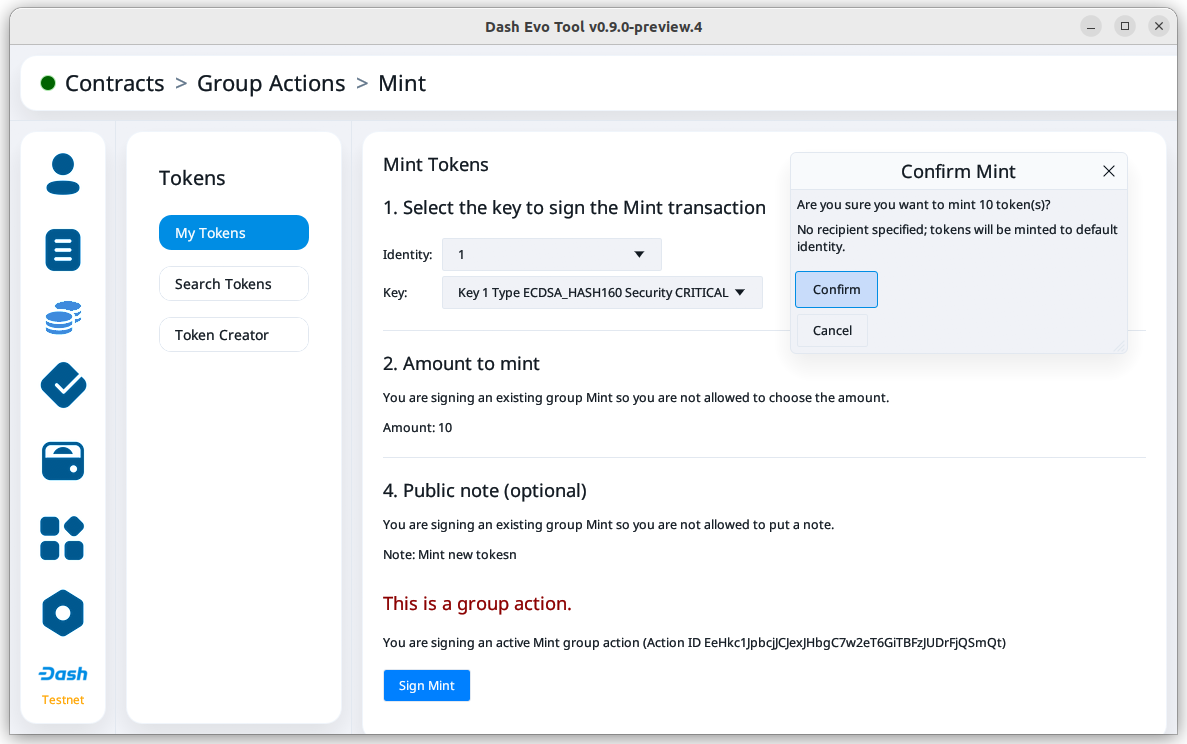 Dash Evo Tool v0.9.0-preview.4
Contracts > Group Actions > Mint
Tokens
My Tokens
Search Tokens
Token Creator
Dash
Testnet
Mint Tokens
1. Select the key to sign the Mint transaction
Identity: 1
Key: Key 1 Type ECDSA_HASH160 Security CRITICAL
2. Amount to mint
You are signing an existing group Mint so you are not allowed to choose the amount.
Amount: 10
4. Public note (optional)
You are signing an existing group Mint so you are not allowed to put a note.
Note: Mint new tokesn
This is a group action.
You are signing an active Mint group action (Action ID EeHkc1JpbcjJCJexJHbgC7w2eT6GiTBFzJUDrFjQSmQt)
Sign Mint
Confirm Mint
Are you sure you want to mint 10 token(s)?
No recipient specified; tokens will be minted to default
identity.
Confirm
Cancel